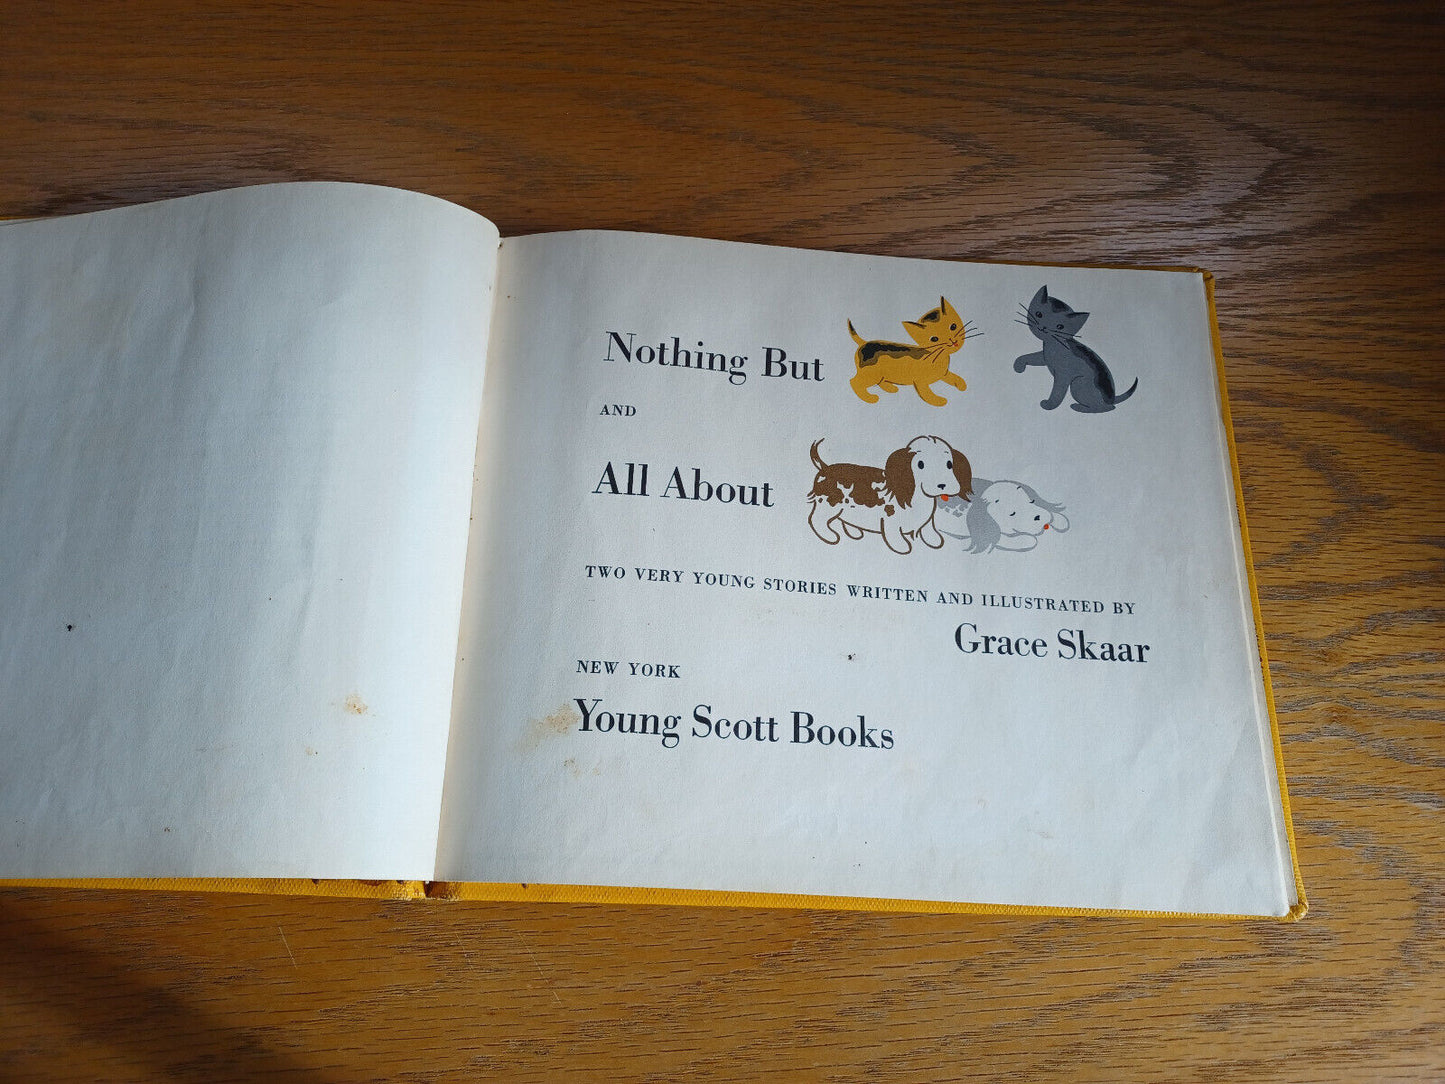 Nothing But
AND
All About
TWO VERY YOUNG STORIES WRITTEN AND ILLUSTRATED BY
Grace Skaar
NEW YORK
Young Scott Books